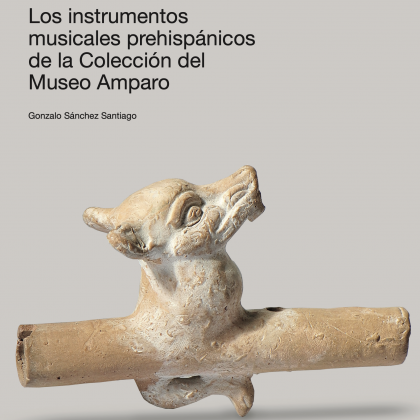 Los instrumentos
musicales prehispánicos
de la Colección del
Museo Amparo
Gonzalo Sánchez Santiago